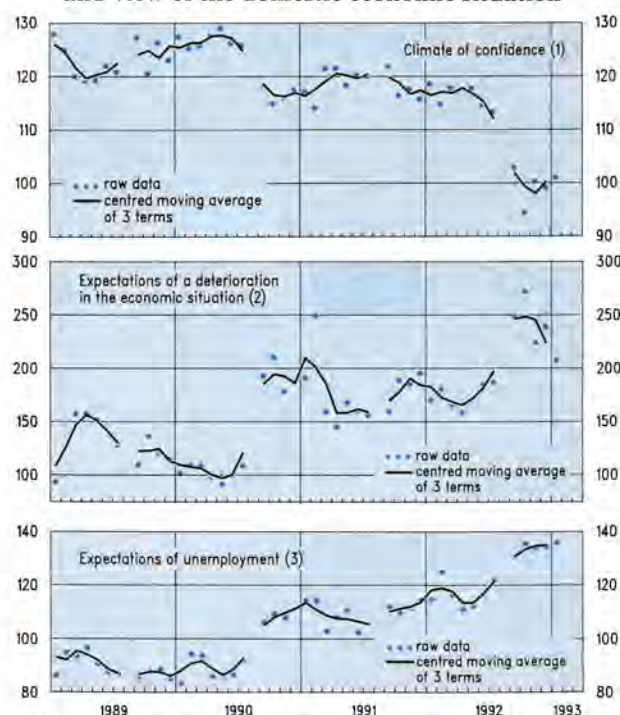 and view of the domestic economic situation
130 130
Climate of confidence (1)
120 120
110 110
raw data
centred moving average
of 3 terms
100 100
90 90
300 300
Expectations of a deterioration
in the economic situation (2)
250 250
200 200
150 150
raw data
centred moving average
of 3 terms
100 100
140 140
Expectations of unemployment (3)
120 120
100 100
raw data
centred moving average
of 3 terms
80 80
1989 1990 1991 1992 1993